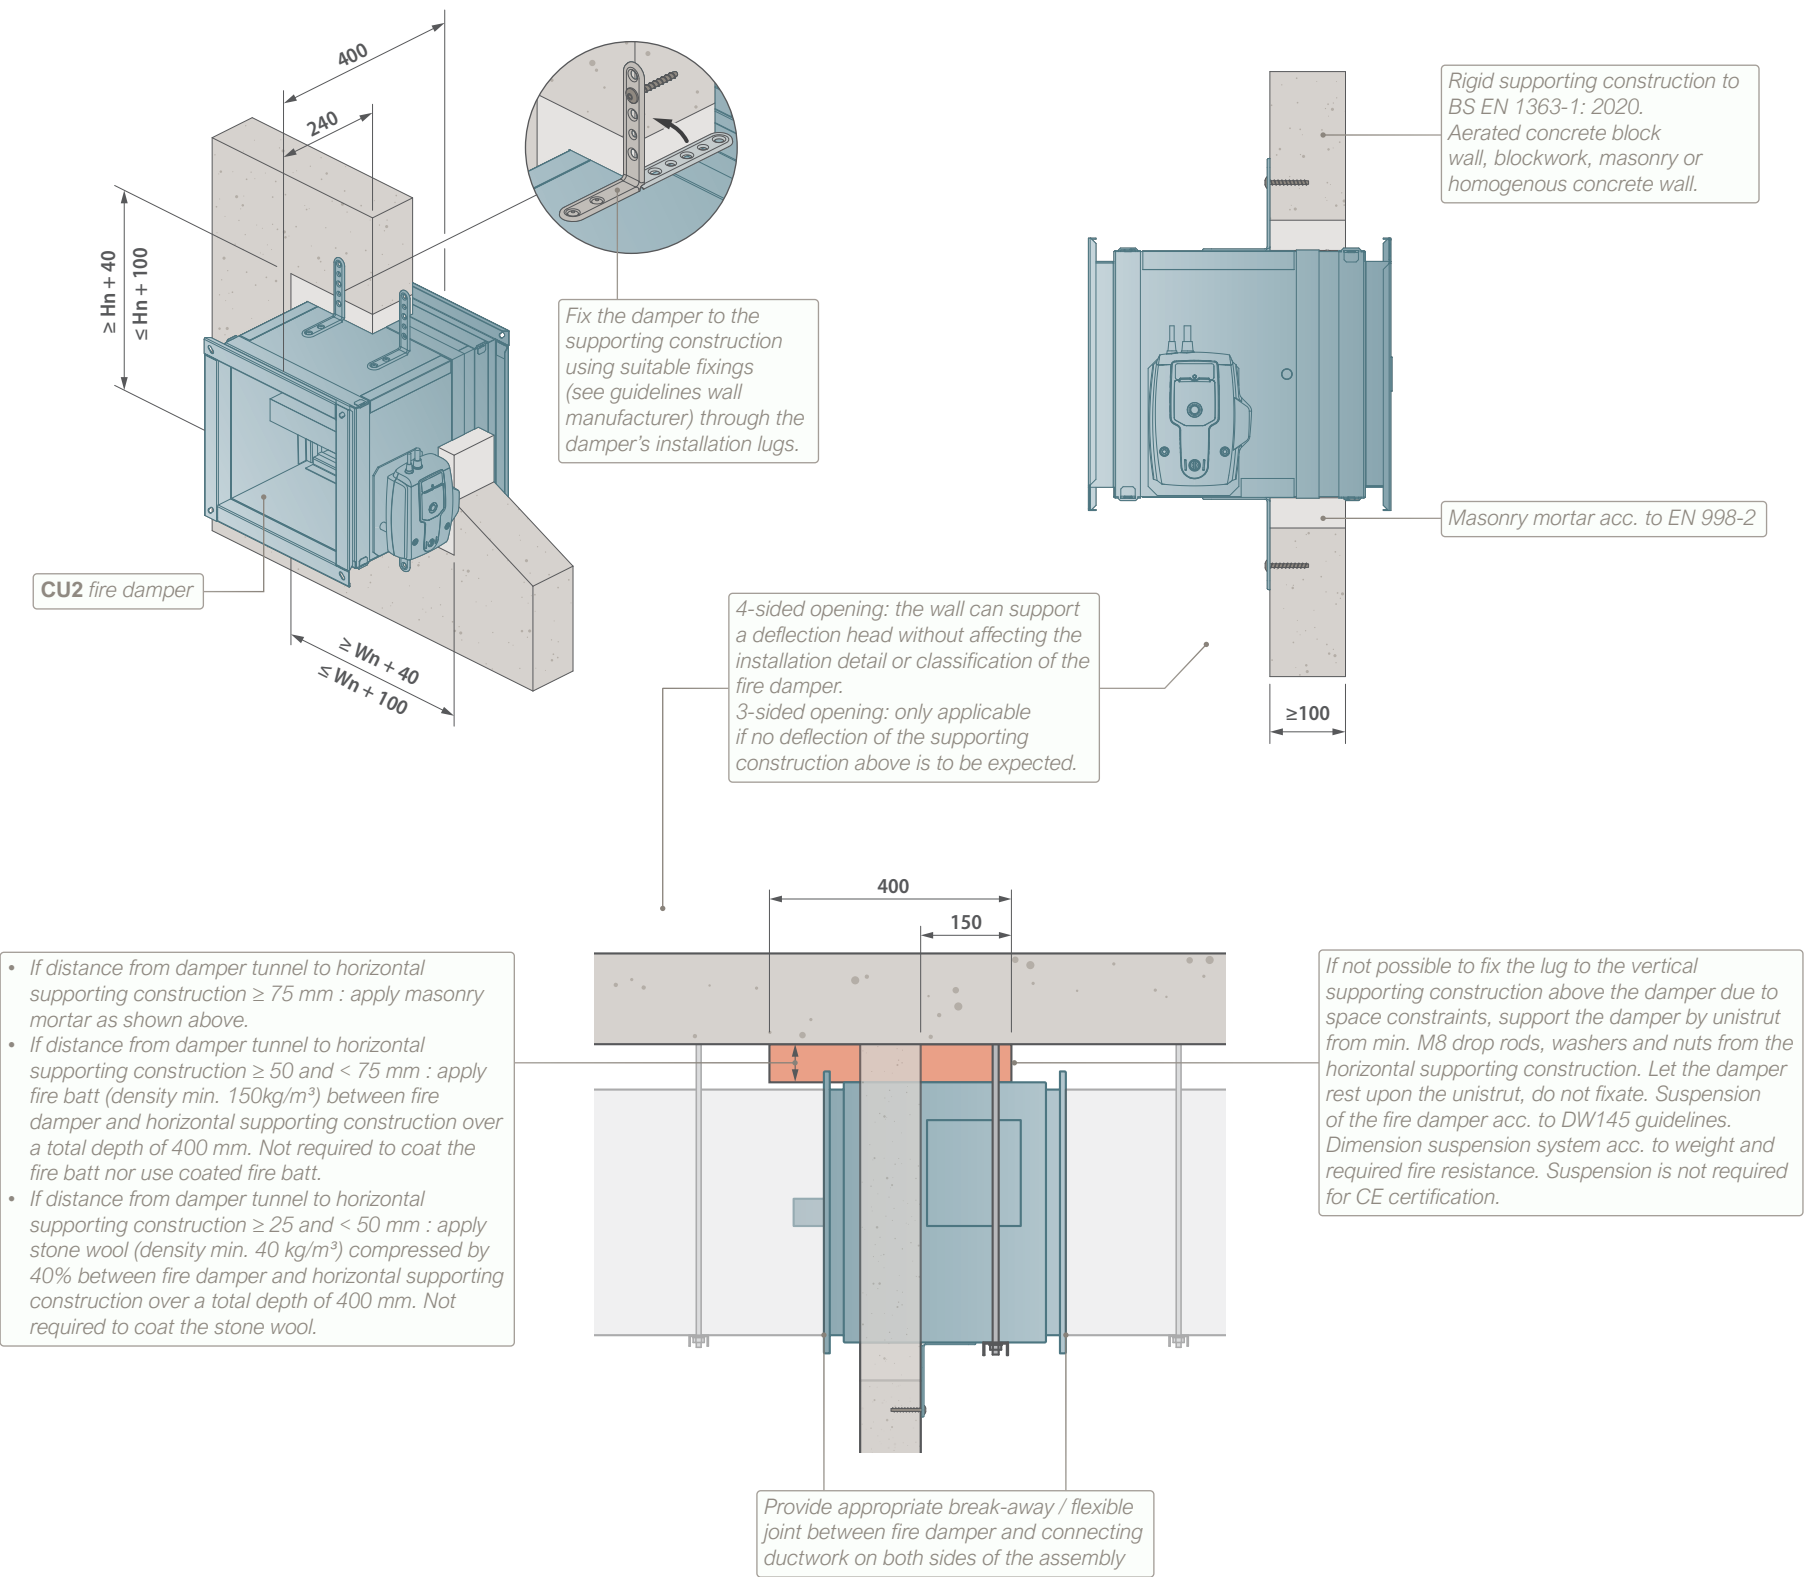 400
240
≥ Hn + 40
≤ Hn + 100
Fix the damper to the
supporting construction
using suitable fixings
(see guidelines wall
manufacturer) through the
damper's installation lugs.
CU2 fire damper
≥ Wn + 40
≤ Wn + 100
Rigid supporting construction to
BS EN 1363-1: 2020.
Aerated concrete block
wall, blockwork, masonry or
homogenous concrete wall.
Masonry mortar acc. to EN 998-2
≥100
4-sided opening: the wall can support
a deflection head without affecting the
installation detail or classification of the
fire damper.
3-sided opening: only applicable
if no deflection of the supporting
construction above is to be expected.
400
150
• If distance from damper tunnel to horizontal
supporting construction ≥ 75 mm : apply masonry
mortar as shown above.
• If distance from damper tunnel to horizontal
supporting construction ≥ 50 and < 75 mm : apply
fire batt (density min. 150kg/m³) between fire
damper and horizontal supporting construction over
a total depth of 400 mm. Not required to coat the
fire batt nor use coated fire batt.
• If distance from damper tunnel to horizontal
supporting construction ≥ 25 and < 50 mm : apply
stone wool (density min. 40 kg/m³) compressed by
40% between fire damper and horizontal supporting
construction over a total depth of 400 mm. Not
required to coat the stone wool.
If not possible to fix the lug to the vertical
supporting construction above the damper due to
space constraints, support the damper by unistrut
from min. M8 drop rods, washers and nuts from the
horizontal supporting construction. Let the damper
rest upon the unistrut, do not fixate. Suspension
of the fire damper acc. to DW145 guidelines.
Dimension suspension system acc. to weight and
required fire resistance. Suspension is not required
for CE certification.
Provide appropriate break-away / flexible
joint between fire damper and connecting
ductwork on both sides of the assembly